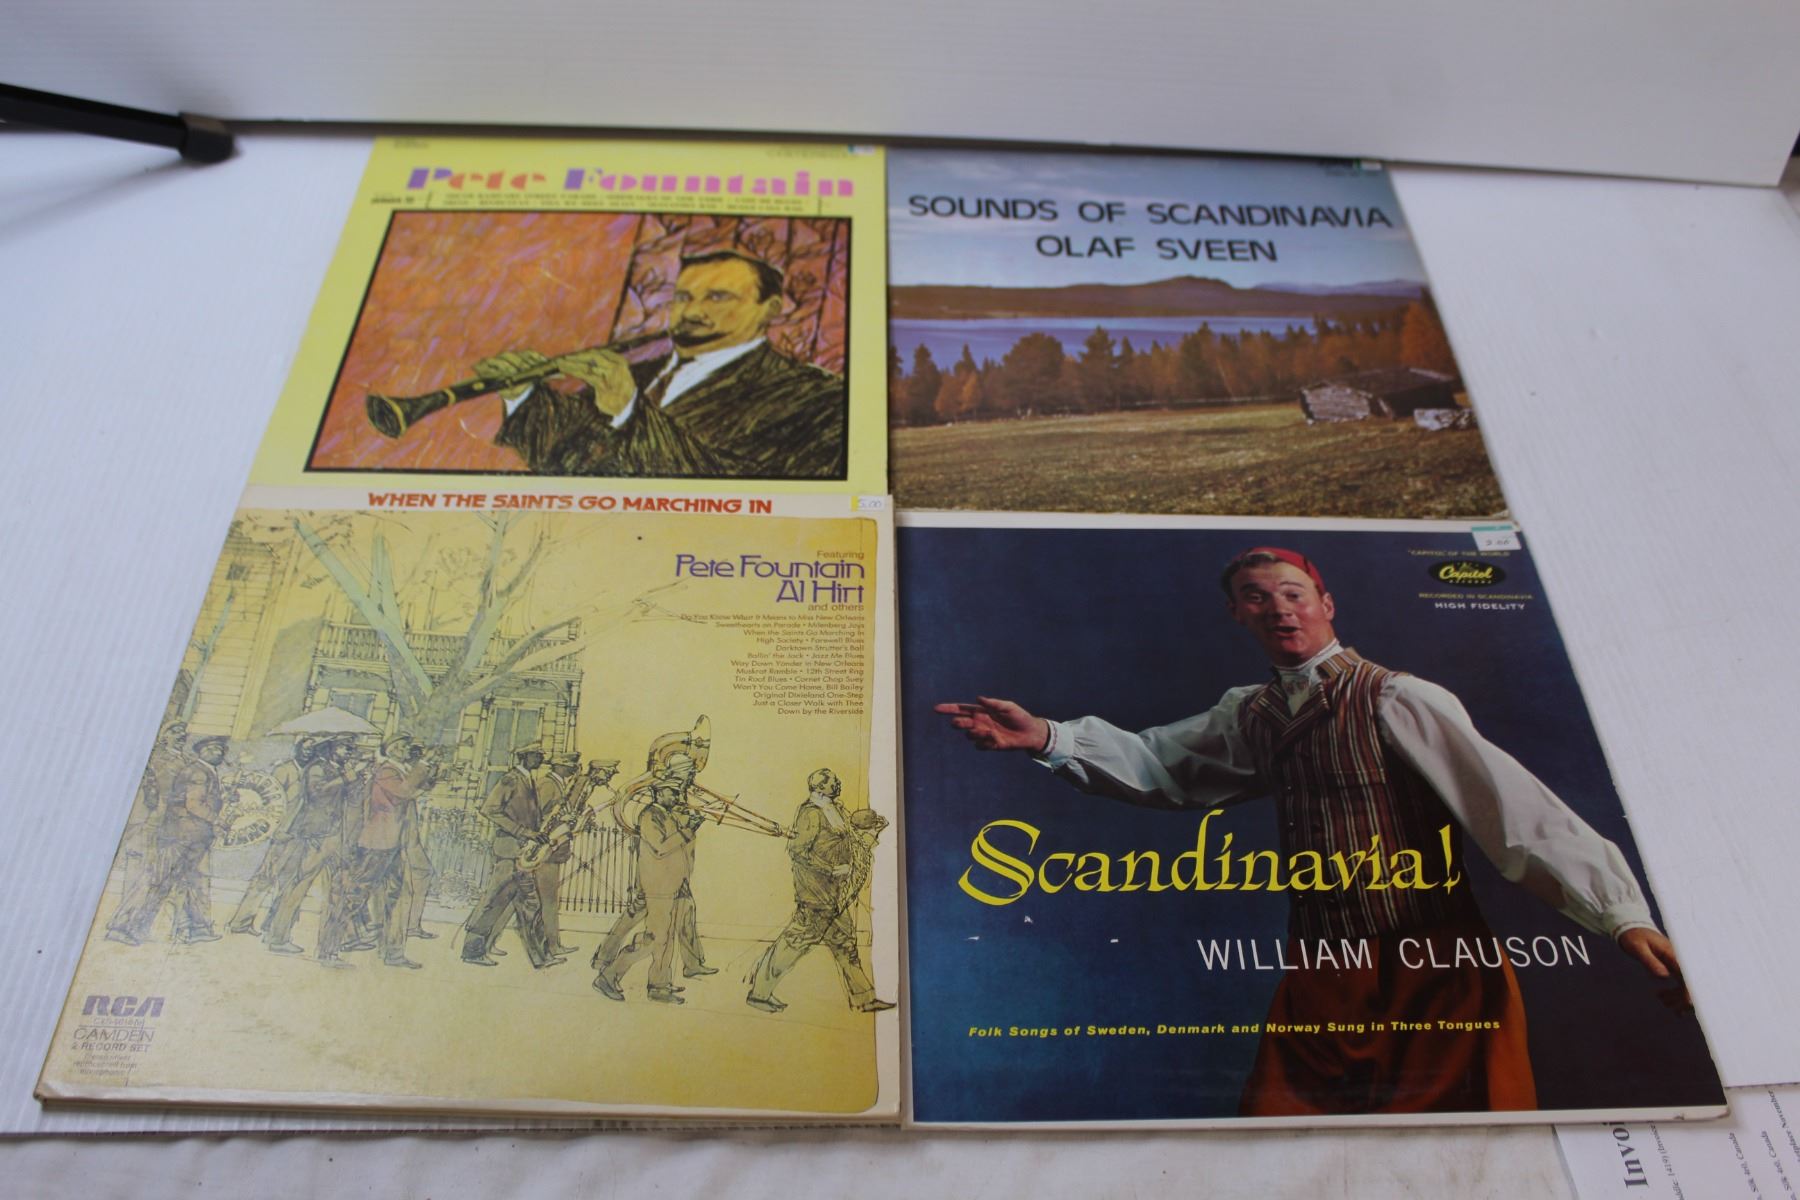 Pete Fountain
SOUNDS OF SCANDINAVIA
OLAF SVEEN
WHEN THE SAINTS GO MARCHING IN
5.00
Featuring
Pete Fountain
Al Hirt
and others
Do You Know What It Means to Miss New Orleans
Sweethearts on Parade • Milenberg Joys
When the Saints Go Marching In
High Society • Farewell Blues
Darktown Strutter's Ball
Ballin' the Jack • Jazz Me Blues
Way Down Yonder in New Orleans
Muskrat Ramble • 12th Street Rag
Tin Roof Blues • Cornet Chop Suey
Won't You Come Home, Bill Bailey
Original Dixieland One-Step
Just a Closer Walk with Thee
Down by the Riverside
RCA
CAMDEN
2 RECORD SET
"CAPITOL" OF THE WORLD
Capitol
RECORDS
RECORDED IN SCANDINAVIA
HIGH FIDELITY
Scandinavia!
WILLIAM CLAUSON
Folk Songs of Sweden, Denmark and Norway Sung in Three Tongues
Invoi